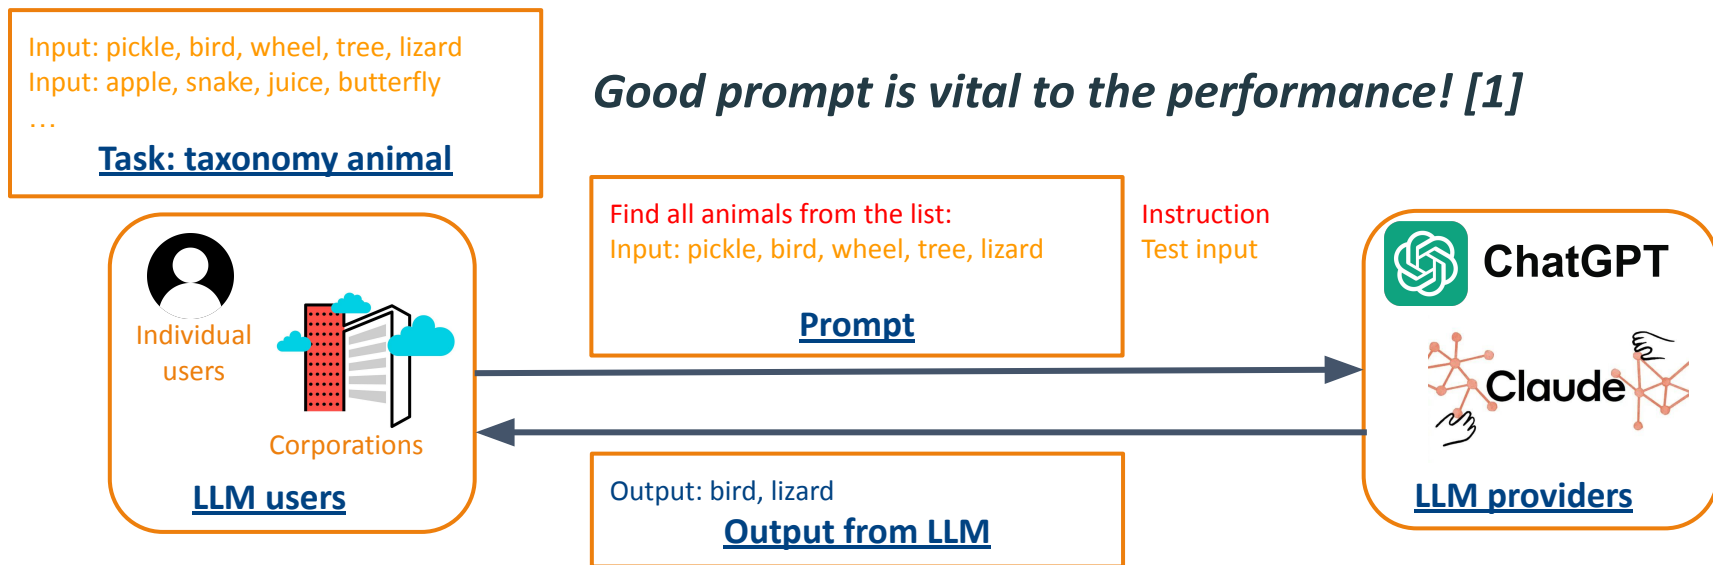 Input: pickle, bird, wheel, tree, lizard
Input: apple, snake, juice, butterfly
...
Task: taxonomy animal
Good prompt is vital to the performance! [1]
Individual
users
Corporations
LLM users
Find all animals from the list:
Input: pickle, bird, wheel, tree, lizard
Prompt
Instruction
Test input
Output: bird, lizard
Output from LLM
ChatGPT
Claude
LLM providers